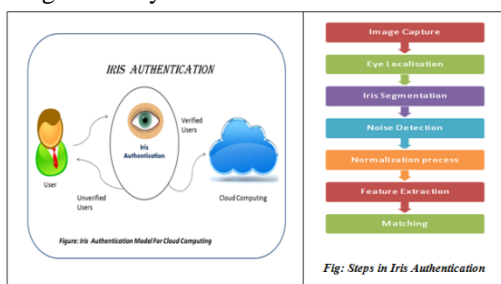 IRIS AUTHENTICATION
Verified
Users
Iris
Authentication
User
Unverified
Users
Cloud Computing
Figure: Iris Authentication Model For Cloud Computing
Image Capture
Eye Localisation
Iris Segmentation
Noise Detection
Normalization process
Feature Extraction
Matching
Fig: Steps in Iris Authentication